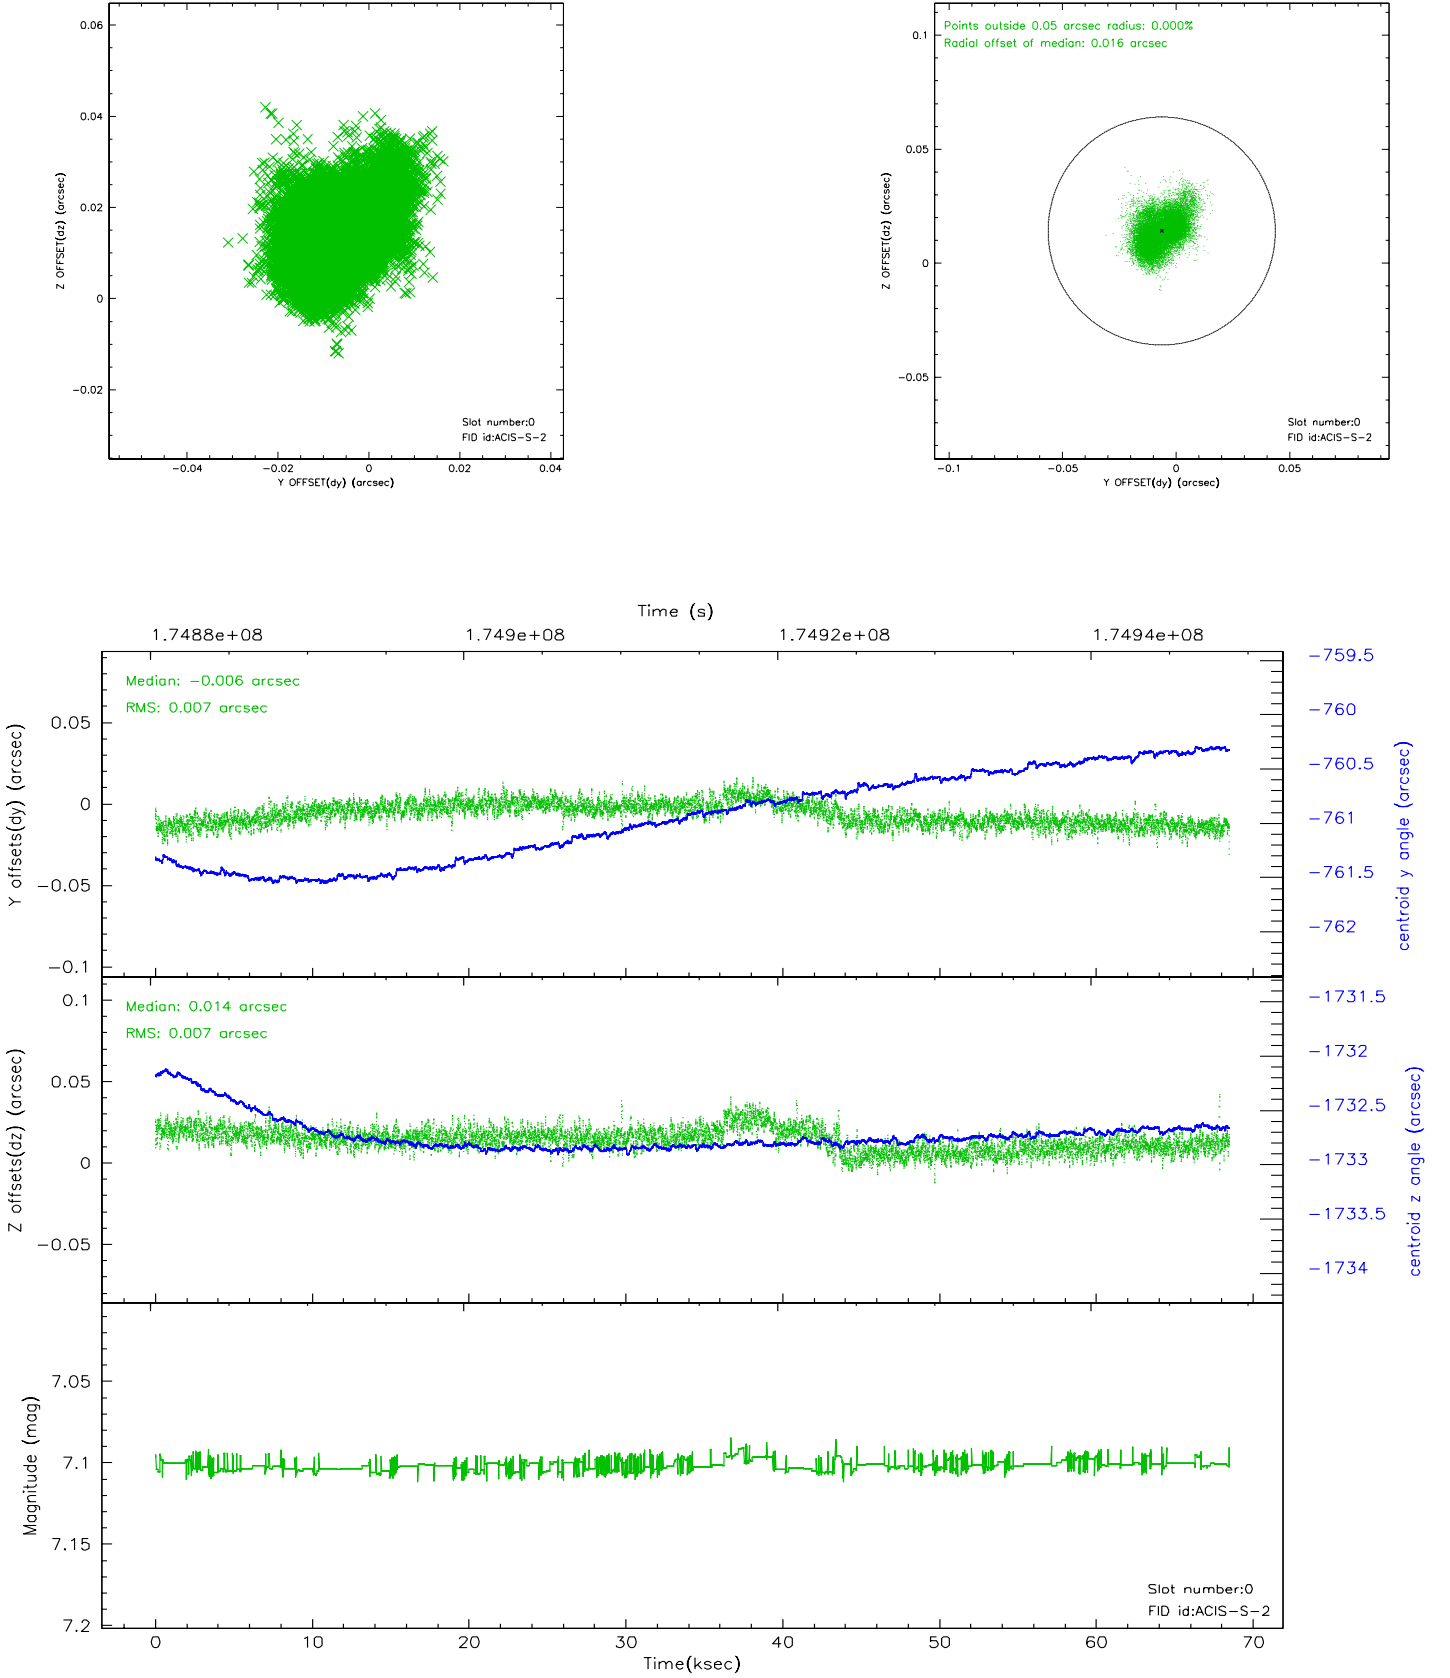 0.06
0.04
0.02
0
−0.02
Z OFFSET(dz) (arcsec)
Slot number:0
FID id:ACIS−S−2
−0.04 −0.02 0 0.02 0.04
Y OFFSET(dy) (arcsec)
Points outside 0.05 arcsec radius: 0.000%
Radial offset of median: 0.016 arcsec
0.1
0.05
0
−0.05
Z OFFSET(dz) (arcsec)
Slot number:0
FID id:ACIS−S−2
−0.1 −0.05 0 0.05
Y OFFSET(dy) (arcsec)
Time (s)
1.7488e+08 1.749e+08 1.7492e+08 1.7494e+08
Median: −0.006 arcsec
RMS: 0.007 arcsec
0.05
0
−0.05
−0.1
Y offsets(dy) (arcsec)
−759.5
−760
−760.5
−761
−761.5
−762
centroid y angle (arcsec)
Median: 0.014 arcsec
RMS: 0.007 arcsec
0.1
0.05
0
−0.05
Z offsets(dz) (arcsec)
−1731.5
−1732
−1732.5
−1733
−1733.5
−1734
centroid z angle (arcsec)
7.05
7.1
7.15
7.2
Magnitude (mag)
Slot number:0
FID id:ACIS−S−2
0 10 20 30 40 50 60 70
Time(ksec)